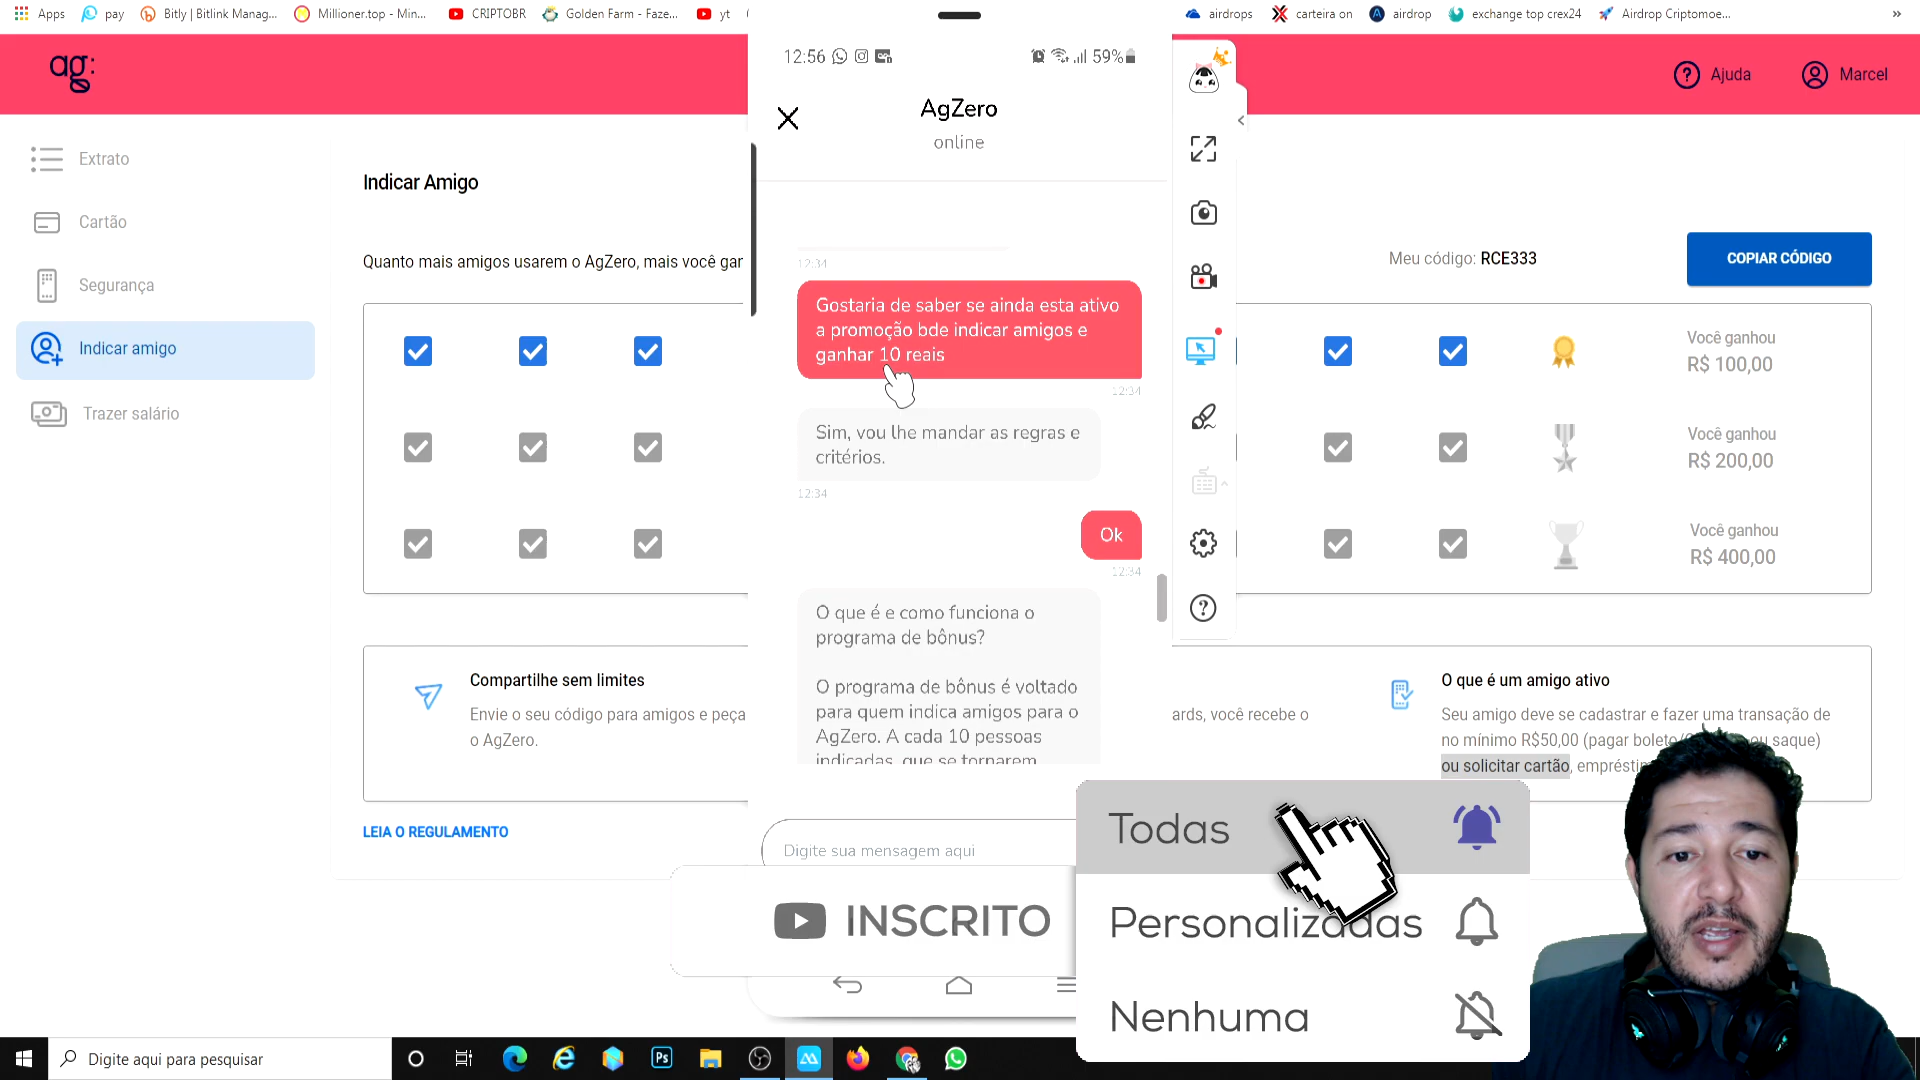 Apps
pay
Bitly | Bitlink Manag...
Millioner.top - Min...
CRIPTOBR
Golden Farm - Faze...
yt
airdrops
carteira on
airdrop
exchange top crex24
Airdrop Criptomoe...
»
ag:
Ajuda
Marcel
Extrato
Cartão
Segurança
Indicar amigo
Trazer salário
Indicar Amigo
Quanto mais amigos usarem o AgZero, mais você gar
Meu código: RCE333
COPIAR CÓDIGO
Você ganhou
R$ 100,00
Você ganhou
R$ 200,00
Você ganhou
R$ 400,00
Compartilhe sem limites
Envie o seu código para amigos e peça
o AgZero.
ards, você recebe o
O que é um amigo ativo
Seu amigo deve se cadastrar e fazer uma transação de
no mínimo R$50,00 (pagar boleto/ ou saque)
ou solicitar cartão, emprésti
LEIA O REGULAMENTO
12:56
59%
AgZero
online
12:34
Gostaria de saber se ainda esta ativo
a promoção bde indicar amigos e
ganhar 10 reais
12:34
Sim, vou lhe mandar as regras e
critérios.
12:34
Ok
12:34
O que é e como funciona o
programa de bônus?
O programa de bônus é voltado
para quem indica amigos para o
AgZero. A cada 10 pessoas
indicadas, que se tornarem
Digite sua mensagem aqui
INSCRITO
Todas
Personalizadas
Nenhuma
Digite aqui para pesquisar
Ps